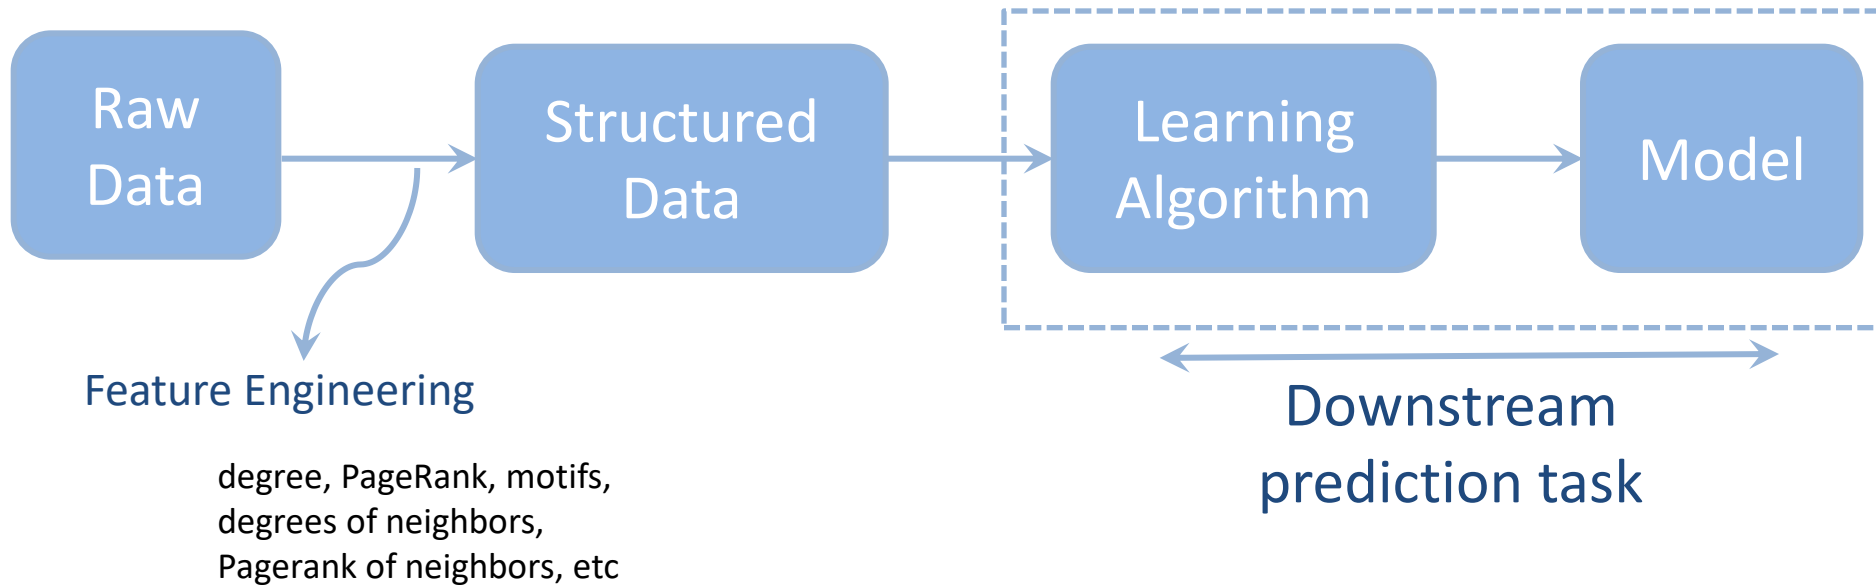 Raw
Data
Structured
Data
Learning
Algorithm
Model
Feature Engineering
degree, PageRank, motifs,
degrees of neighbors,
Pagerank of neighbors, etc
Downstream
prediction task